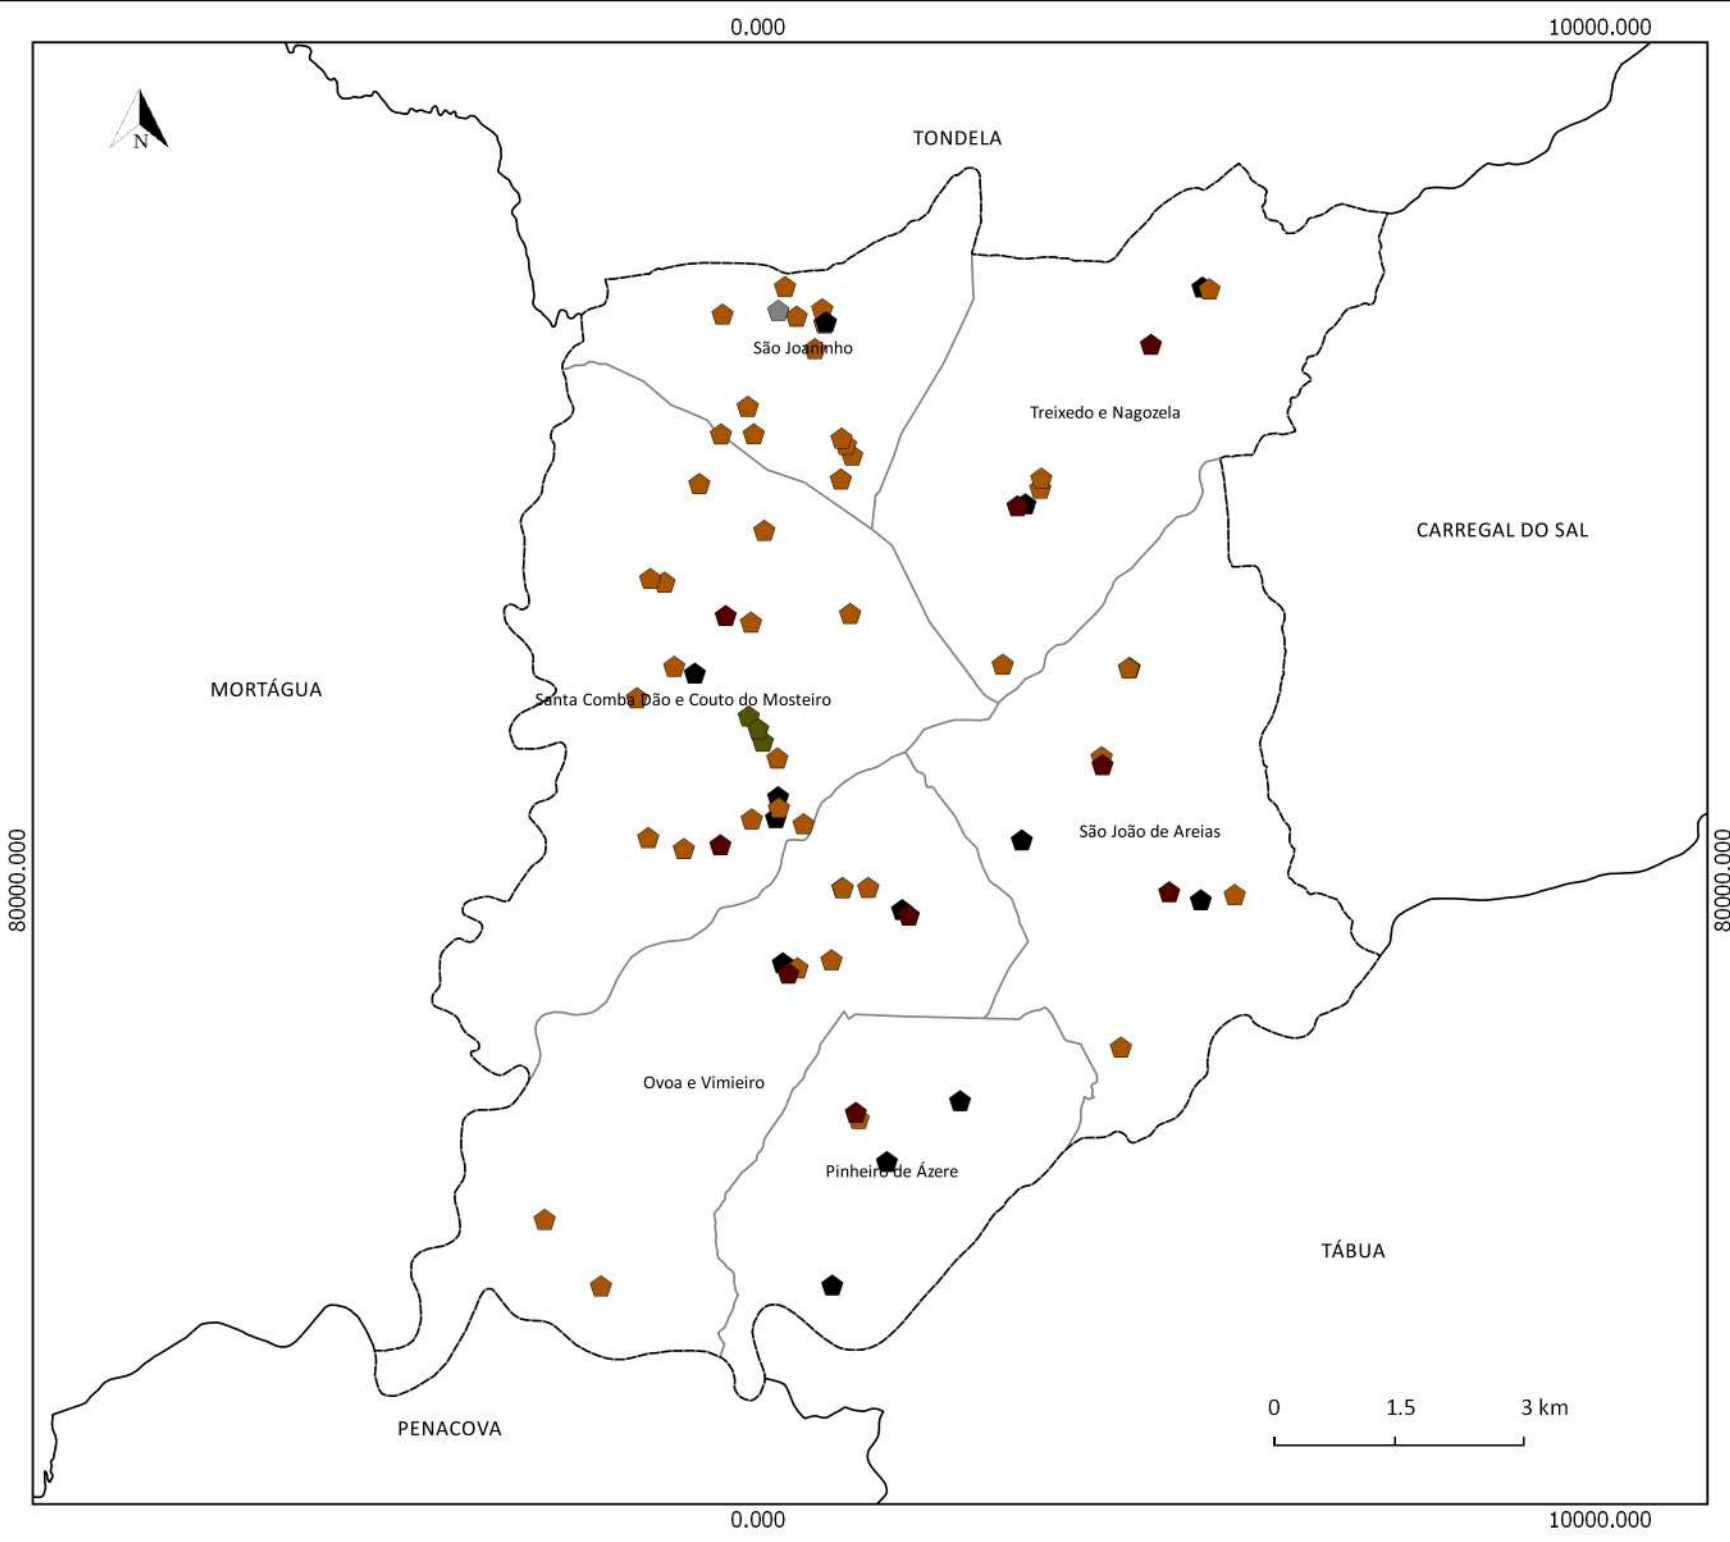 0.000 10000.000
N
TONDELA
São Joaninho
Treixedo e Nagozela
CARREGAL DO SAL
MORTÁGUA
Santa Comba Dão e Couto do Mosteiro
São João de Areias
80000.000 80000.000
Ovoa e Vimieiro
Pinheiro de Ázere
TÁBUA
0 1.5 3 km
PENACOVA
0.000 10000.000